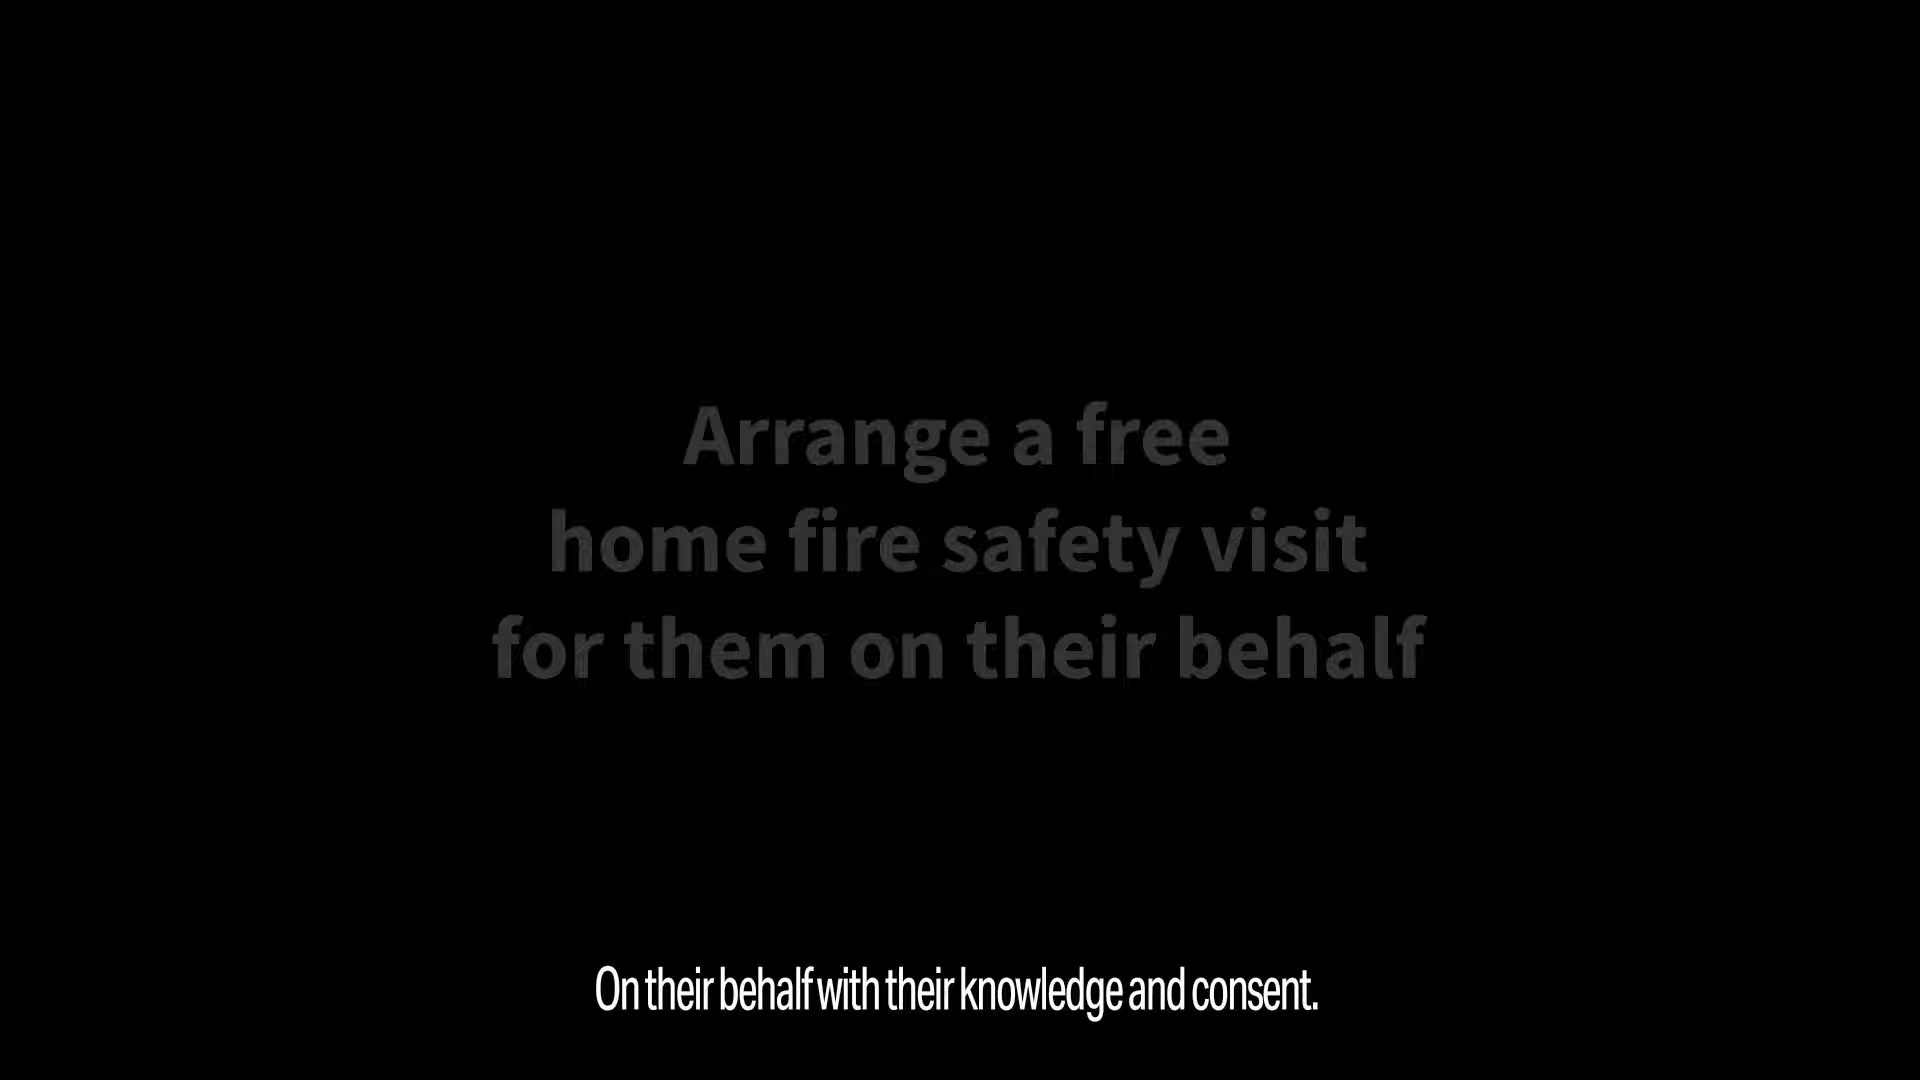 Arrange a free
home fire safety visit
for them on their behalf
On their behalf with their knowledge and consent.